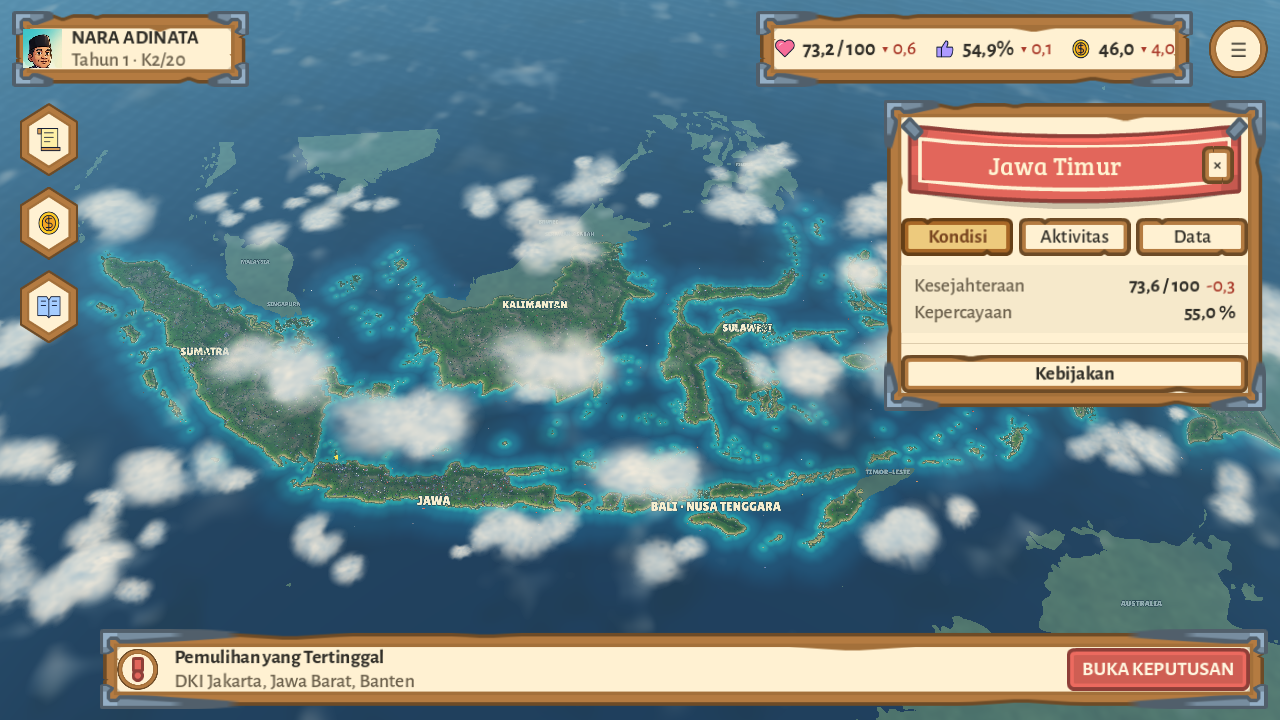 NARA ADINATA
Tahun 1 · K2/20
73,2 / 100 ▾ 0,6 54,9% ▾ 0,1 46,0 ▾ 4,0
Jawa Timur
×
Kondisi Aktivitas Data
Kesejahteraan 73,6 / 100 -0,3
Kepercayaan 55,0 %
Kebijakan
MALAYSIA
SINGAPURA
KALIMANTAN
SUMATRA
SULAWESI
JAWA
BALI · NUSA TENGGARA
TIMOR-LESTE
AUSTRALIA
Pemulihan yang Tertinggal
DKI Jakarta, Jawa Barat, Banten
BUKA KEPUTUSAN